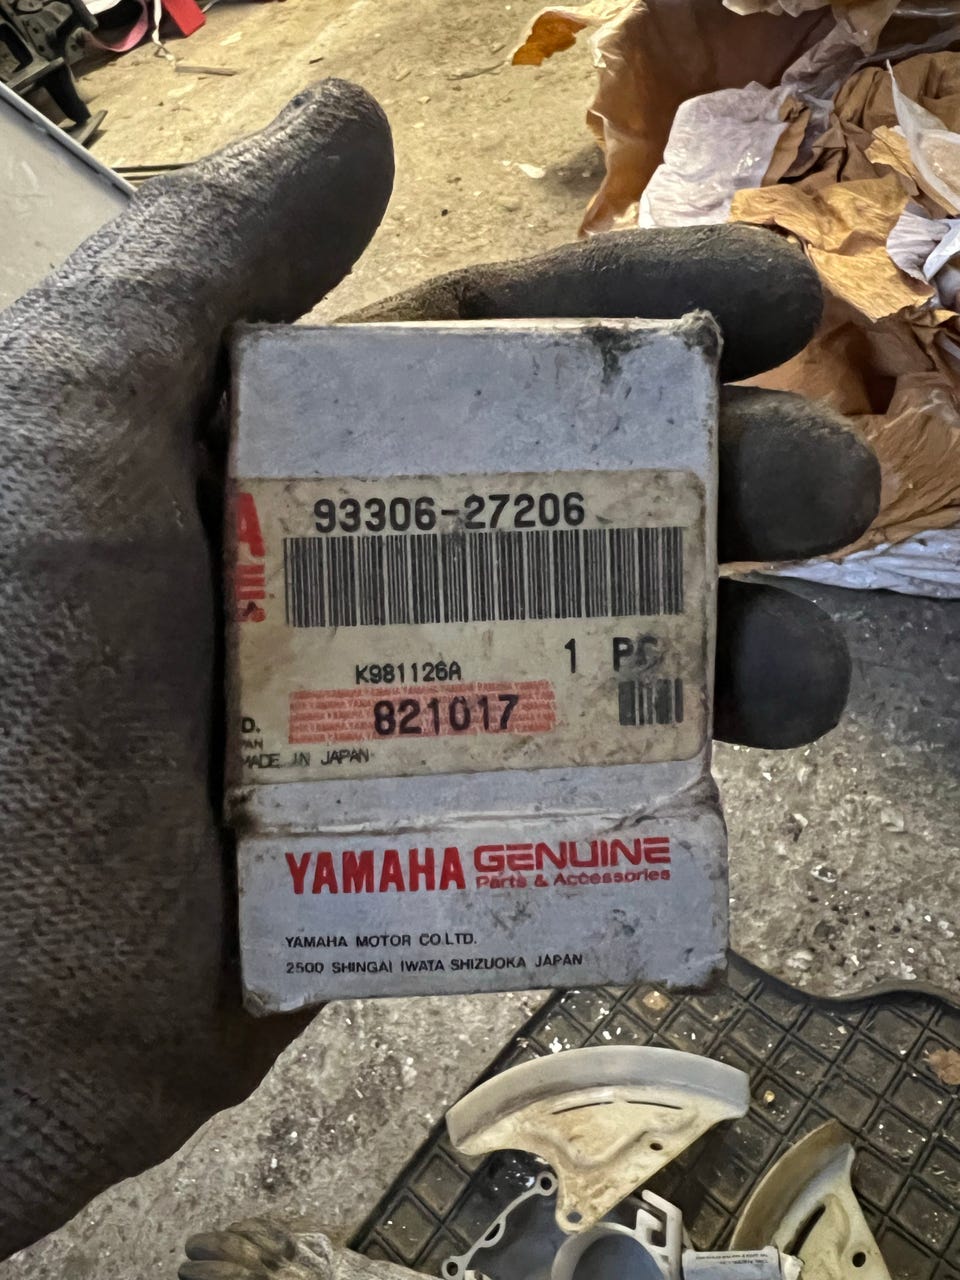 93306-27206
1 PC
K981126A
821017
D.
MADE IN JAPAN
YAMAHA GENUINE
Parts & Accessories
YAMAHA MOTOR CO.LTD.
2500 SHINGAI IWATA SHIZUOKA JAPAN